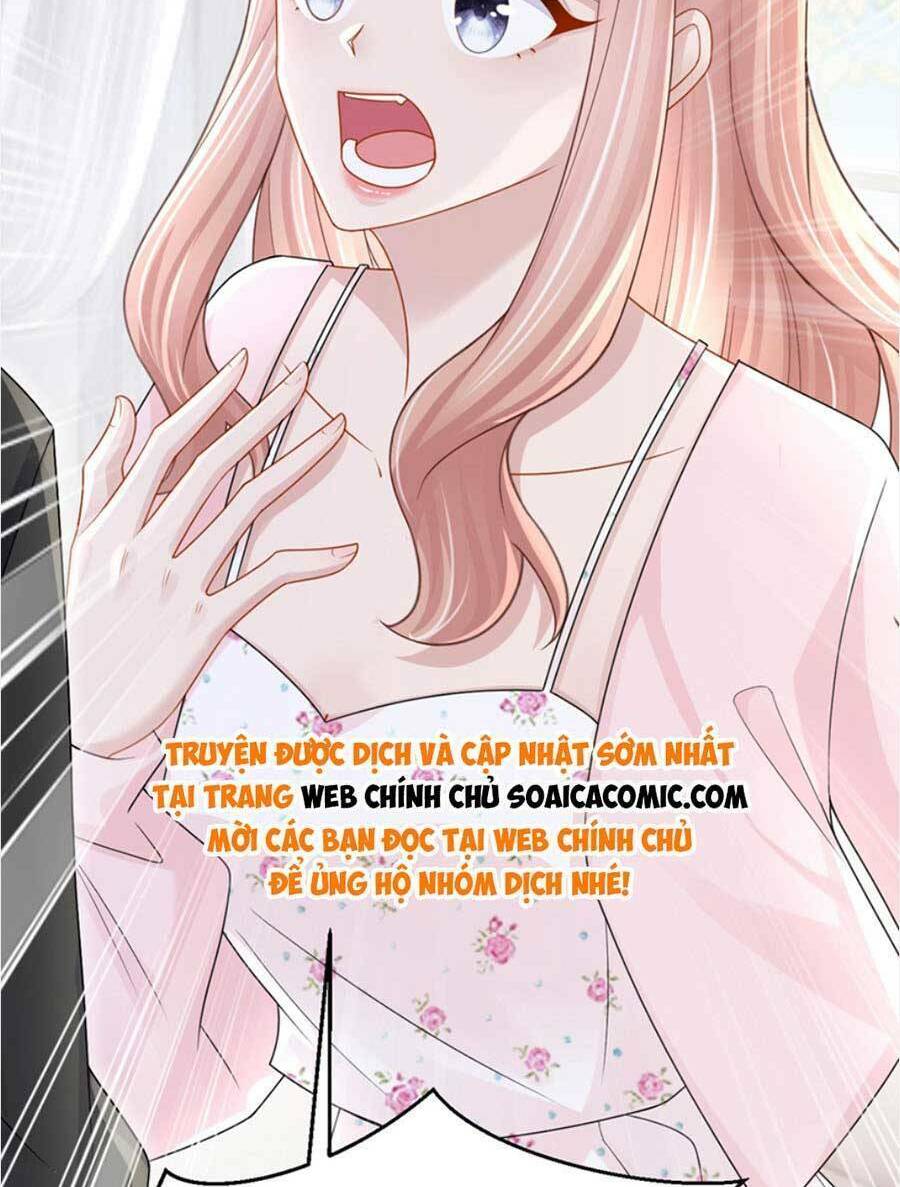 TRUYỆN ĐƯỢC DỊCH VÀ CẬP NHẬT SỚM NHẤT
TẠI TRANG WEB CHÍNH CHỦ SOAICACOMIC.COM
MỜI CÁC BẠN ĐỌC TẠI WEB CHÍNH CHỦ
ĐỂ ỦNG HỘ NHÓM DỊCH NHÉ!